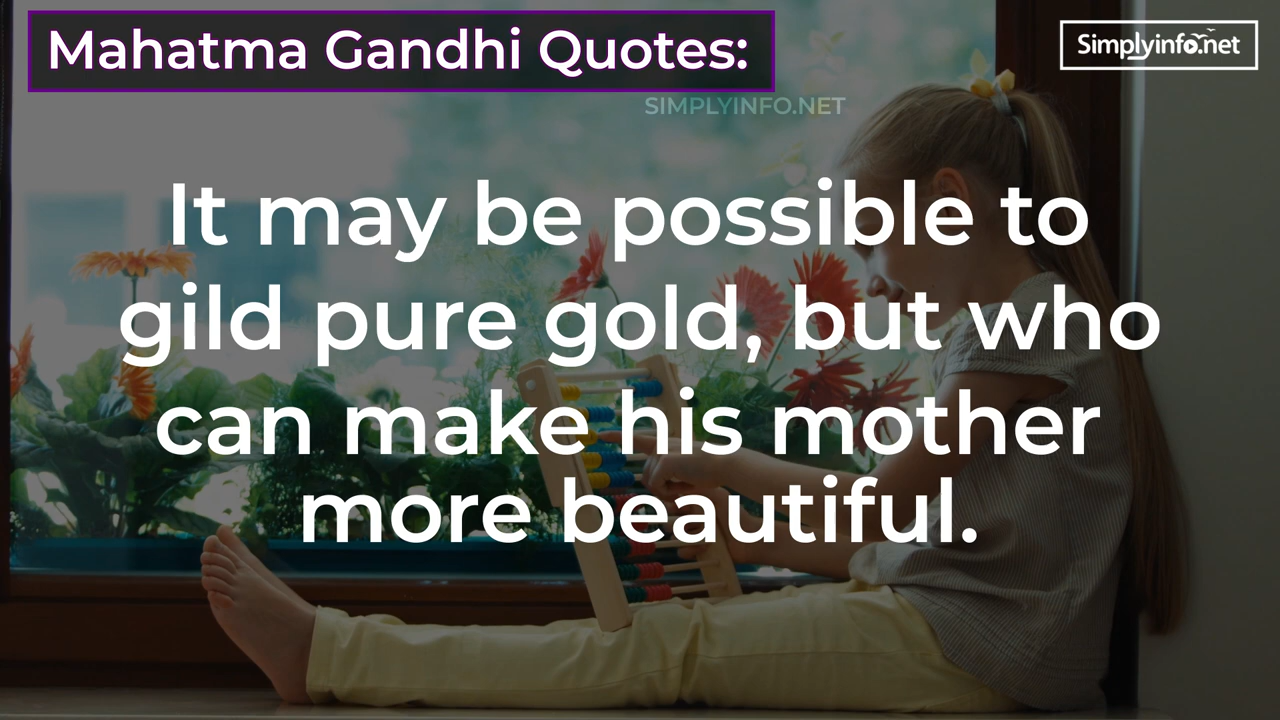 Mahatma Gandhi Quotes:
Simplyinfo.net
SIMPLYINFO.NET
It may be possible to
gild pure gold, but who
can make his mother
more beautiful.